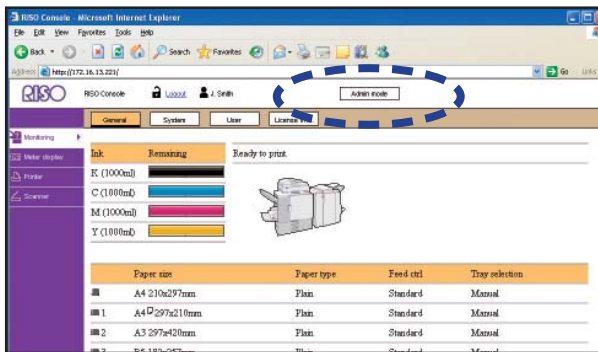 RISO Console - Microsoft Internet Explorer
File Edit View Favorites Tools Help
Back Search Favorites
Address http://172.16.13.221/ Go Links
RISO RISO Console Logout J. Smith Admin mode
General System User License Info
Monitoring
Meter display
Printer
Scanner
Ink Remaining Ready to print.
K (1000ml)
C (1000ml)
M (1000ml)
Y (1000ml)
Paper size Paper type Feed ctrl Tray selection
A4 210x297mm Plain Standard Manual
1 A4 297x210mm Plain Standard Manual
2 A3 297x420mm Plain Standard Manual